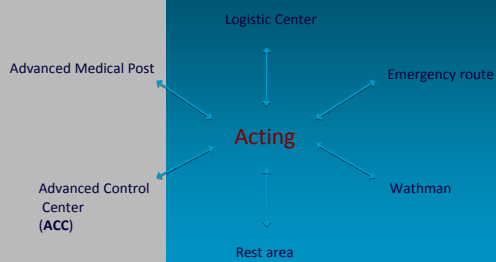 Logistic Center
Advanced Medical Post
Emergency route
Acting
Advanced Control
Center
(ACC)
Wathman
Rest area